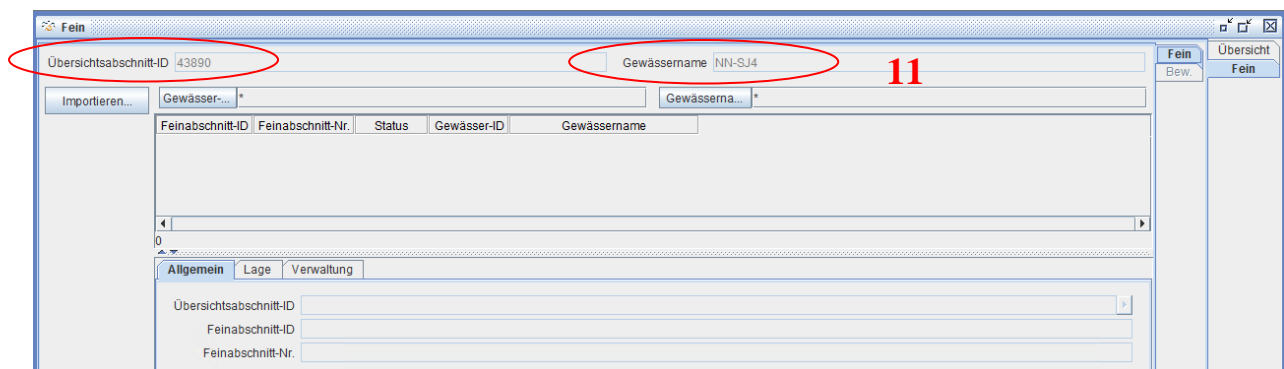 Fein
Übersichtsabschnitt-ID 43890 Gewässername NN-SJ4 11 Fein Übersicht
Bew. Fein
Importieren... Gewässer-... * Gewässerna... *
Feinabschnitt-ID Feinabschnitt-Nr. Status Gewässer-ID Gewässername
0
Allgemein Lage Verwaltung
Übersichtsabschnitt-ID
Feinabschnitt-ID
Feinabschnitt-Nr.